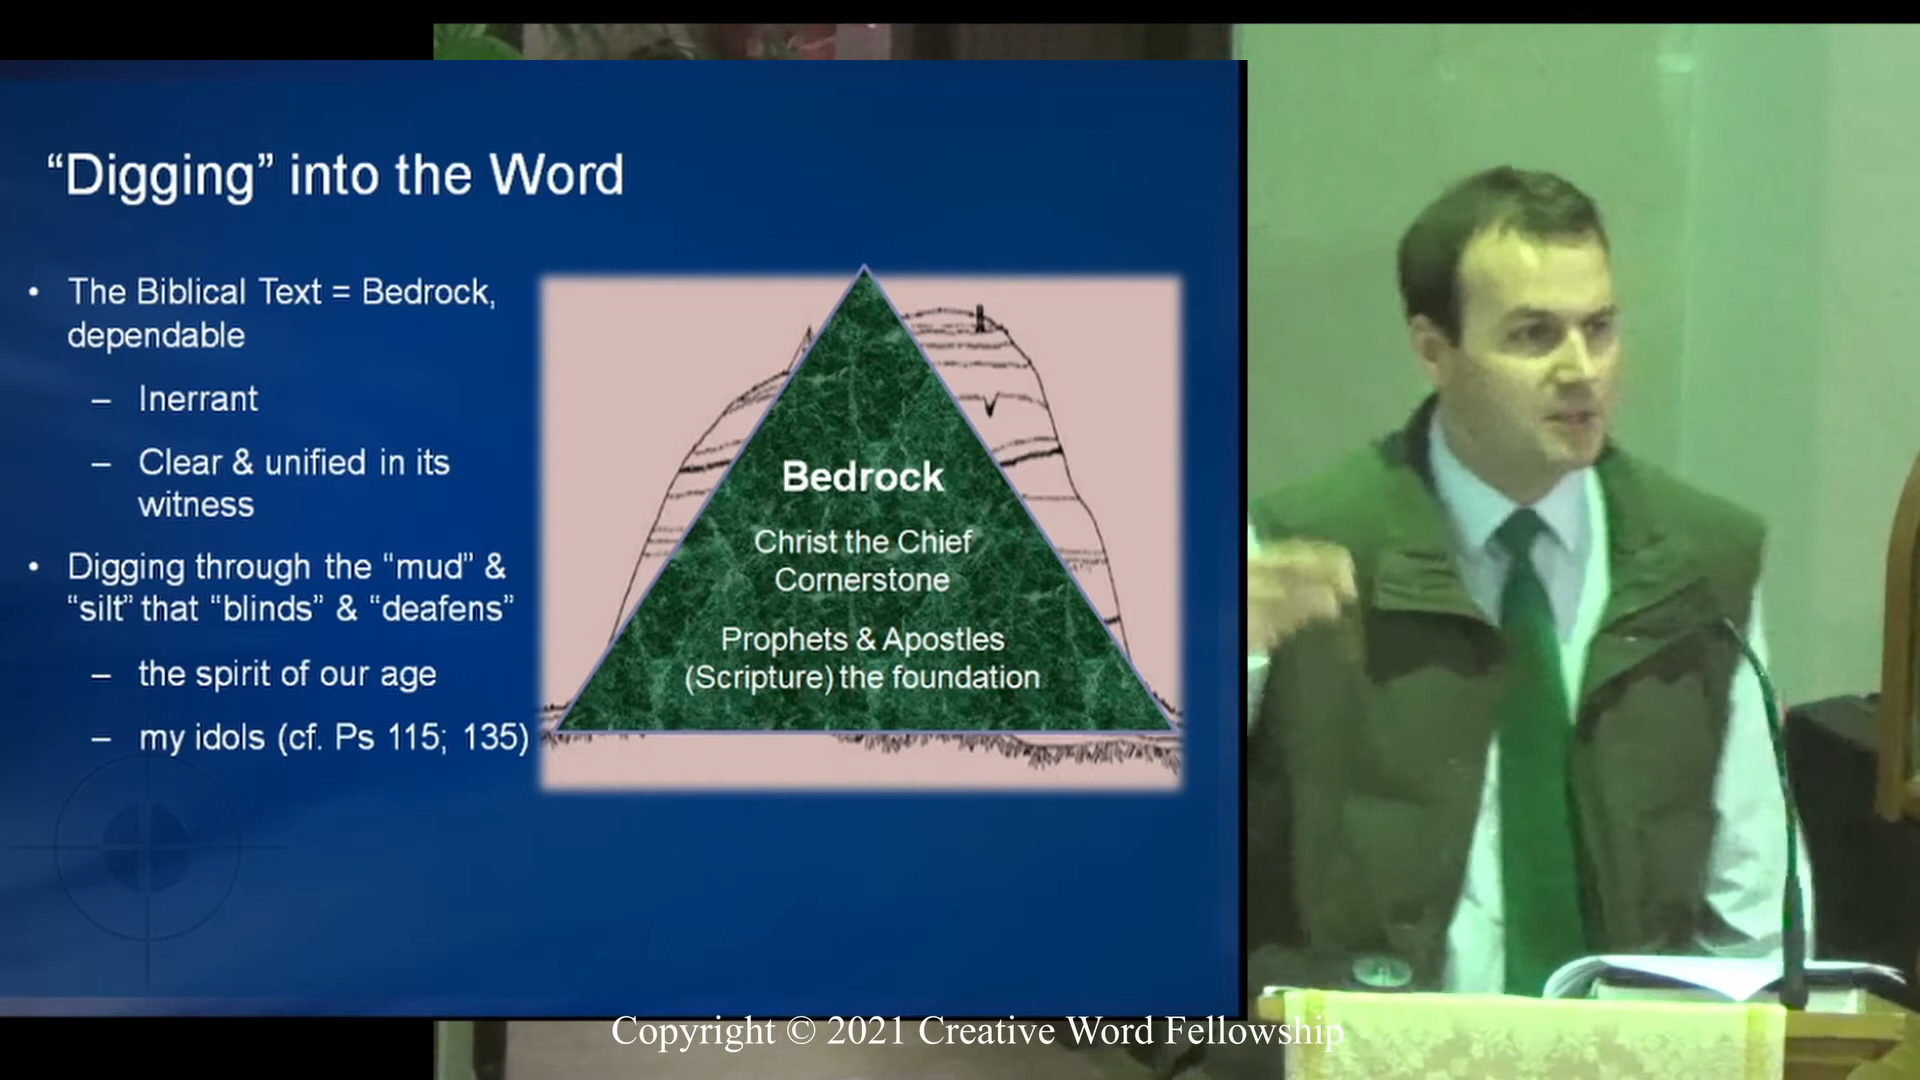 “Digging” into the Word
• The Biblical Text = Bedrock,
dependable
– Inerrant
– Clear & unified in its
witness
• Digging through the “mud” &
“silt” that “blinds” & “deafens”
– the spirit of our age
– my idols (cf. Ps 115; 135)
Bedrock
Christ the Chief
Cornerstone
Prophets & Apostles
(Scripture) the foundation
Copyright © 2021 Creative Word Fellowship